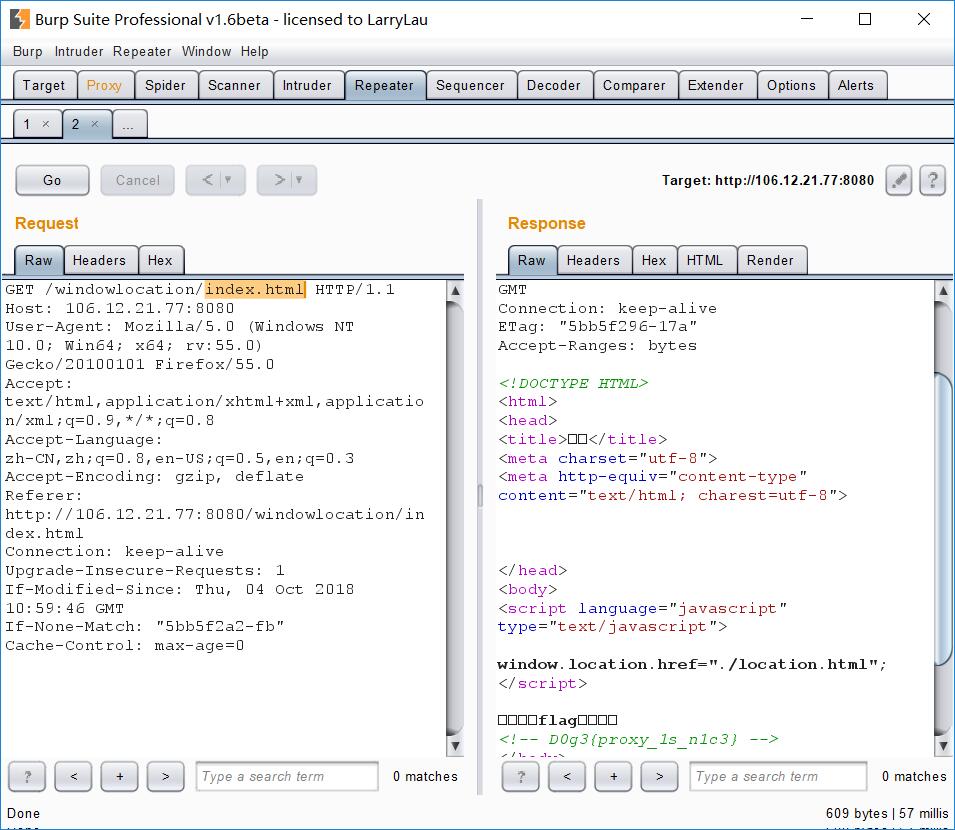 Burp Suite Professional v1.6beta - licensed to LarryLau
Burp Intruder Repeater Window Help
Target Proxy Spider Scanner Intruder Repeater Sequencer Decoder Comparer Extender Options Alerts
1 × 2 × ...
Go Cancel < > Target: http://106.12.21.77:8080 ?
Request
Raw Headers Hex
GET /windowlocation/index.html HTTP/1.1
Host: 106.12.21.77:8080
User-Agent: Mozilla/5.0 (Windows NT
10.0; Win64; x64; rv:55.0)
Gecko/20100101 Firefox/55.0
Accept:
text/html,application/xhtml+xml,applicatio
n/xml;q=0.9,*/*;q=0.8
Accept-Language:
zh-CN,zh;q=0.8,en-US;q=0.5,en;q=0.3
Accept-Encoding: gzip, deflate
Referer:
http://106.12.21.77:8080/windowlocation/in
dex.html
Connection: keep-alive
Upgrade-Insecure-Requests: 1
If-Modified-Since: Thu, 04 Oct 2018
10:59:46 GMT
If-None-Match: "5bb5f2a2-fb"
Cache-Control: max-age=0
? < + > Type a search term 0 matches
Response
Raw Headers Hex HTML Render
GMT
Connection: keep-alive
ETag: "5bb5f296-17a"
Accept-Ranges: bytes
<!DOCTYPE HTML>
<html>
<head>
<title>□□</title>
<meta charset="utf-8">
<meta http-equiv="content-type"
content="text/html; charest=utf-8">
</head>
<body>
<script language="javascript"
type="text/javascript">
window.location.href="./location.html";
</script>
□□□□flag□□□□
<!-- D0g3{proxy_1s_n1c3} -->
? < + > Type a search term 0 matches
Done 609 bytes | 57 millis